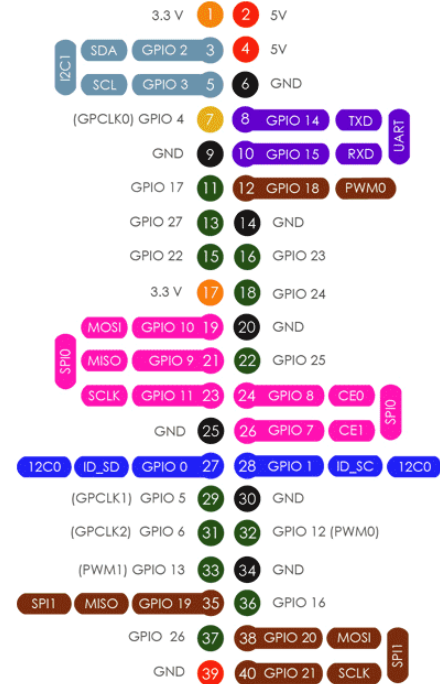 3.3 V 1 2 5V
I2C1 SDA GPIO 2 3 4 5V
SCL GPIO 3 5 6 GND
(GPCLK0) GPIO 4 7 8 GPIO 14 TXD UART
GND 9 10 GPIO 15 RXD
GPIO 17 11 12 GPIO 18 PWM0
GPIO 27 13 14 GND
GPIO 22 15 16 GPIO 23
3.3 V 17 18 GPIO 24
MOSI GPIO 10 19 20 GND
SPI0 MISO GPIO 9 21 22 GPIO 25
SCLK GPIO 11 23 24 GPIO 8 CE0 SPI0
GND 25 26 GPIO 7 CE1
12C0 ID_SD GPIO 0 27 28 GPIO 1 ID_SC 12C0
(GPCLK1) GPIO 5 29 30 GND
(GPCLK2) GPIO 6 31 32 GPIO 12 (PWM0)
(PWM1) GPIO 13 33 34 GND
SPI1 MISO GPIO 19 35 36 GPIO 16
GPIO 26 37 38 GPIO 20 MOSI SPI1
GND 39 40 GPIO 21 SCLK